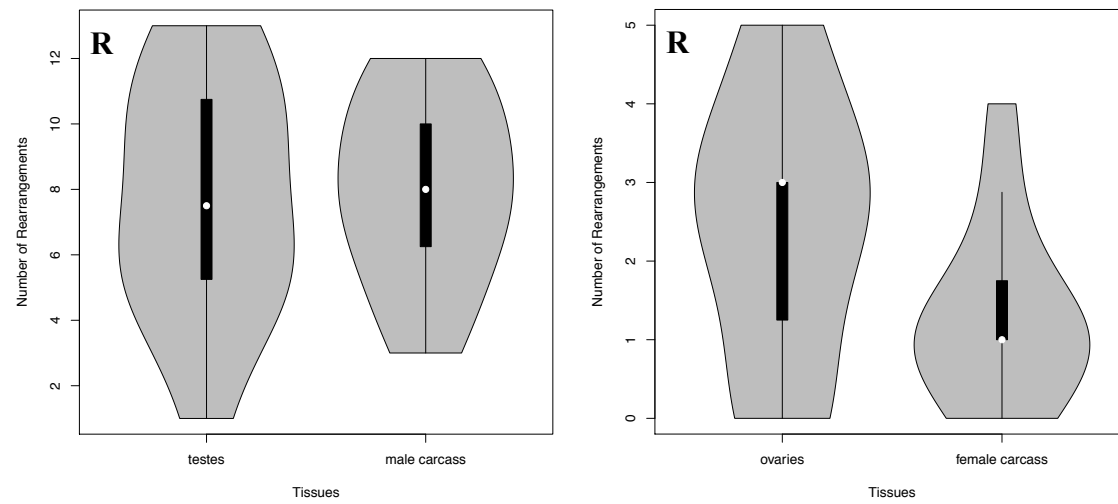 R
Number of Rearrangements
12
10
8
6
4
2
testes
male carcass
Tissues
R
Number of Rearrangements
5
4
3
2
1
0
ovaries
female carcass
Tissues